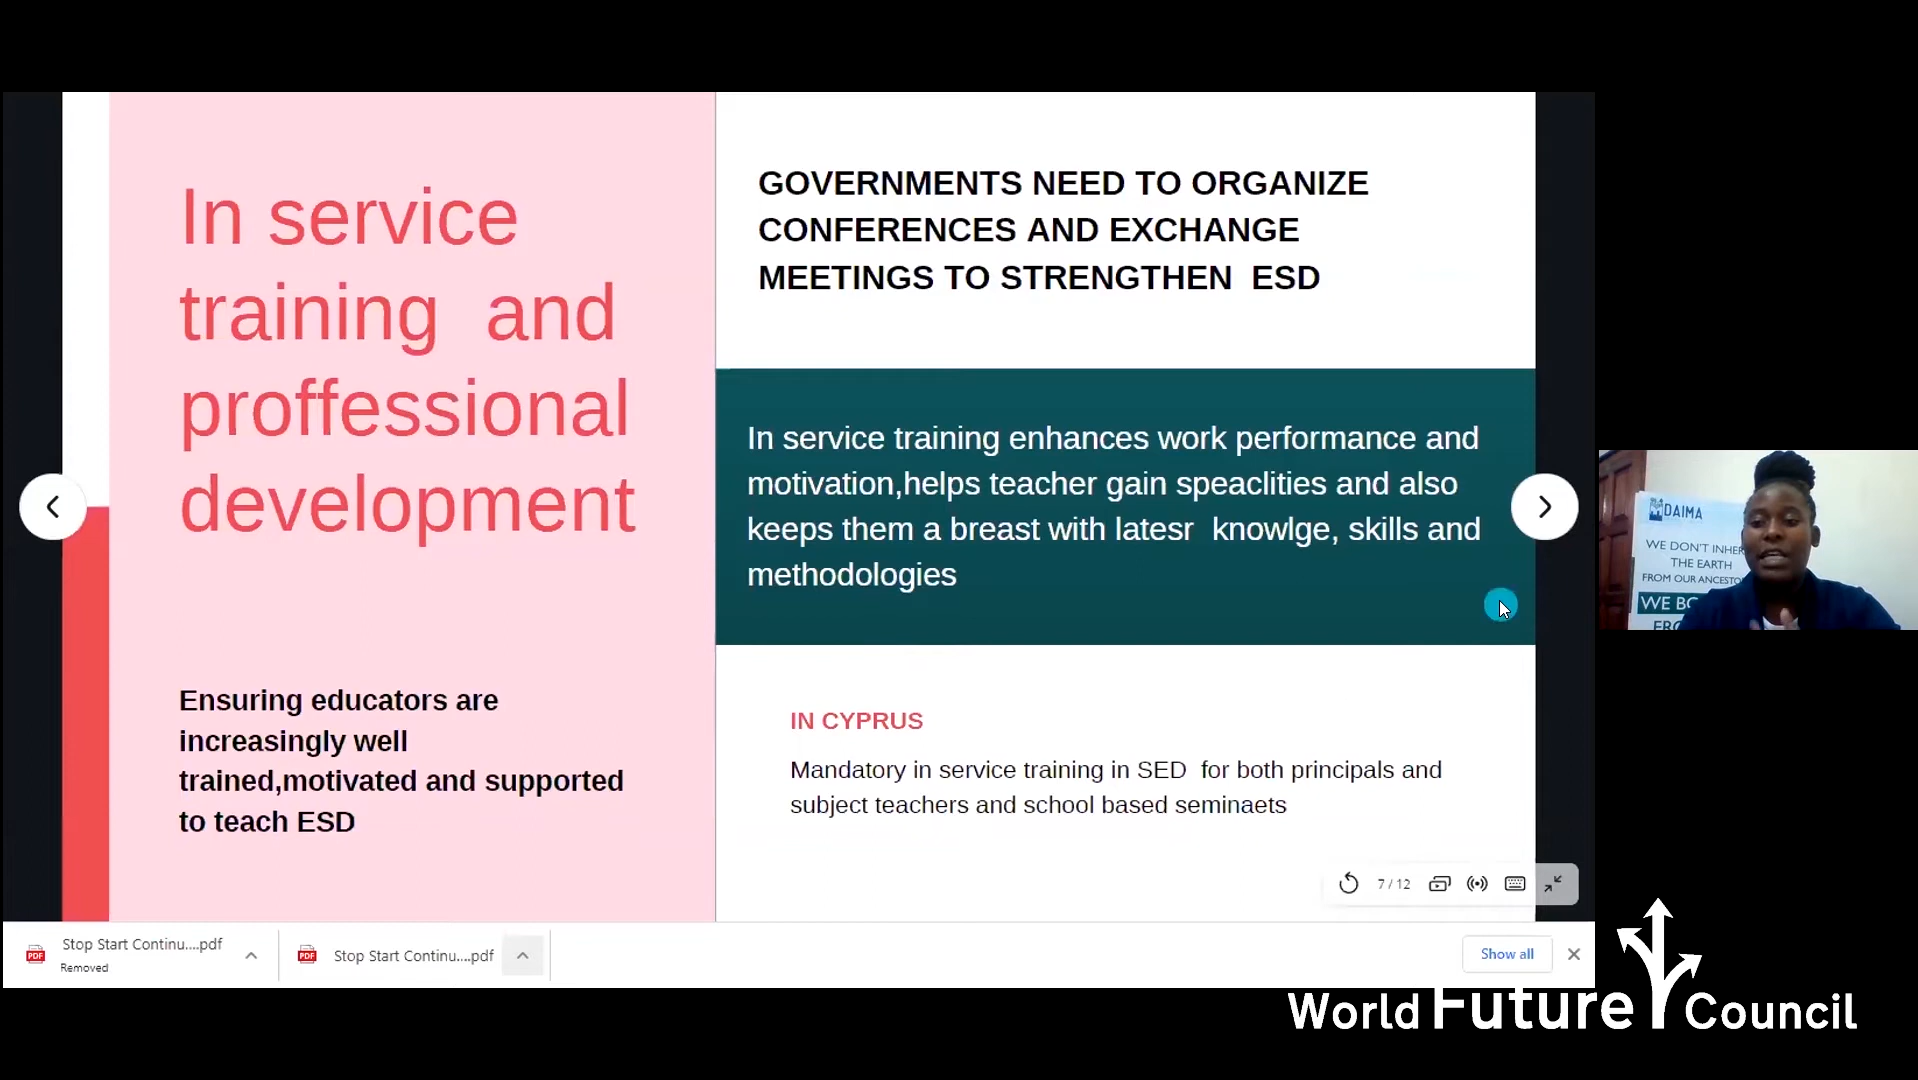 In service
training and
proffessional
development
Ensuring educators are
increasingly well
trained,motivated and supported
to teach ESD
GOVERNMENTS NEED TO ORGANIZE
CONFERENCES AND EXCHANGE
MEETINGS TO STRENGTHEN ESD
In service training enhances work performance and
motivation,helps teacher gain speaclities and also
keeps them a breast with latesr knowlge, skills and
methodologies
IN CYPRUS
Mandatory in service training in SED for both principals and
subject teachers and school based seminaets
7 / 12
DAIMA
WE DON'T INHER
THE EARTH
FROM OUR ANCESTO
WE BO
FRO
Stop Start Continu....pdf
Removed
Stop Start Continu....pdf
Show all
World Future Council